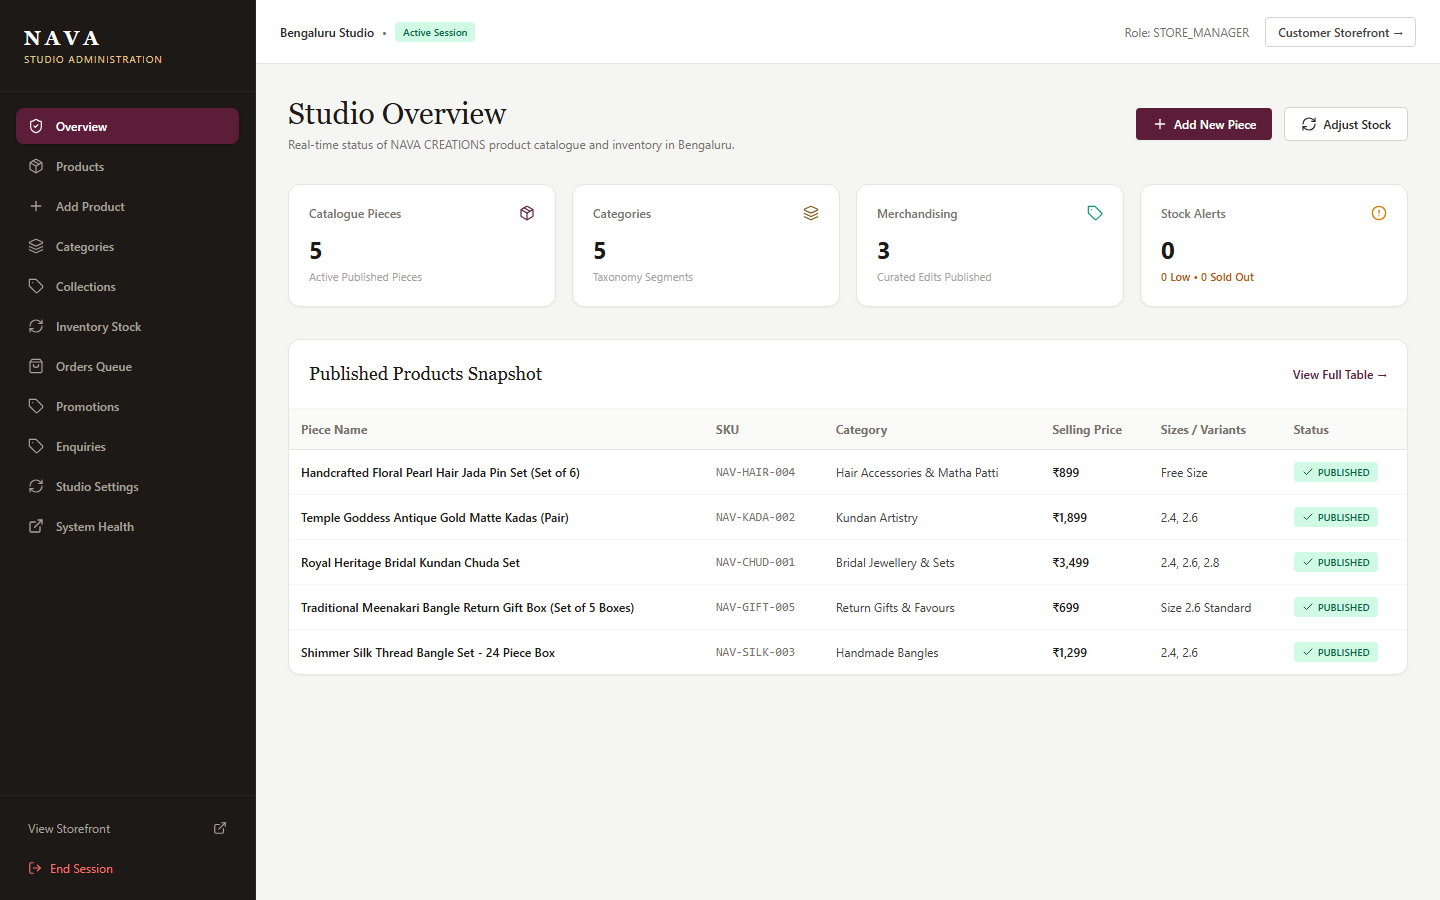 NAVA
STUDIO ADMINISTRATION
Overview
Products
Add Product
Categories
Collections
Inventory Stock
Orders Queue
Promotions
Enquiries
Studio Settings
System Health
View Storefront
End Session
Bengaluru Studio • Active Session
Role: STORE_MANAGER
Customer Storefront →
Studio Overview
Real-time status of NAVA CREATIONS product catalogue and inventory in Bengaluru.
Add New Piece
Adjust Stock
Catalogue Pieces
5
Active Published Pieces
Categories
5
Taxonomy Segments
Merchandising
3
Curated Edits Published
Stock Alerts
0
0 Low • 0 Sold Out
Published Products Snapshot
View Full Table →
Piece Name SKU Category Selling Price Sizes / Variants Status
Handcrafted Floral Pearl Hair Jada Pin Set (Set of 6) NAV-HAIR-004 Hair Accessories & Matha Patti ₹899 Free Size PUBLISHED
Temple Goddess Antique Gold Matte Kadas (Pair) NAV-KADA-002 Kundan Artistry ₹1,899 2.4, 2.6 PUBLISHED
Royal Heritage Bridal Kundan Chuda Set NAV-CHUD-001 Bridal Jewellery & Sets ₹3,499 2.4, 2.6, 2.8 PUBLISHED
Traditional Meenakari Bangle Return Gift Box (Set of 5 Boxes) NAV-GIFT-005 Return Gifts & Favours ₹699 Size 2.6 Standard PUBLISHED
Shimmer Silk Thread Bangle Set - 24 Piece Box NAV-SILK-003 Handmade Bangles ₹1,299 2.4, 2.6 PUBLISHED